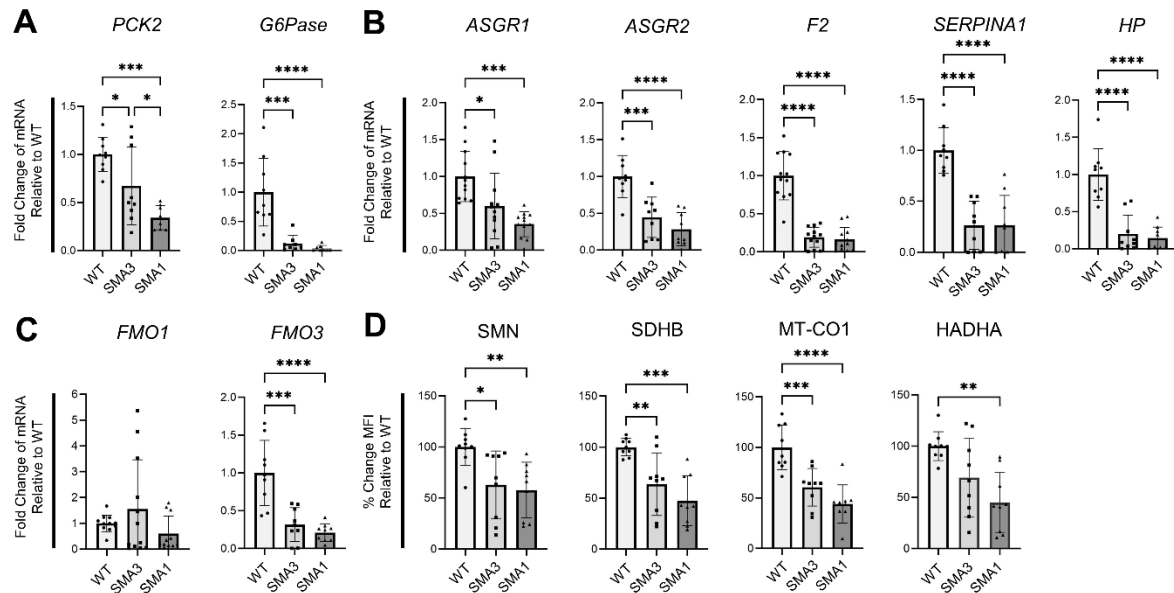 A
PCK2
G6Pase
B
ASGR1
ASGR2
F2
SERPINA1
HP
Fold Change of mRNA
Relative to WT
***
*
*
1.5
1.0
0.5
0.0
WT
SMA3
SMA1
****
***
2.5
2.0
1.5
1.0
0.5
0.0
WT
SMA3
SMA1
Fold Change of mRNA
Relative to WT
***
*
2.0
1.5
1.0
0.5
0.0
WT
SMA3
SMA1
****
***
2.0
1.5
1.0
0.5
0.0
WT
SMA3
SMA1
****
****
2.0
1.5
1.0
0.5
0.0
WT
SMA3
SMA1
****
****
1.5
1.0
0.5
0.0
WT
SMA3
SMA1
****
****
2.0
1.5
1.0
0.5
0.0
WT
SMA3
SMA1
C
FMO1
FMO3
D
SMN
SDHB
MT-CO1
HADHA
Fold Change of mRNA
Relative to WT
6
5
4
3
2
1
0
WT
SMA3
SMA1
****
***
2.0
1.5
1.0
0.5
0.0
WT
SMA3
SMA1
% Change MFI
Relative to WT
**
*
150
100
50
0
WT
SMA3
SMA1
***
**
150
100
50
0
WT
SMA3
SMA1
****
***
150
100
50
0
WT
SMA3
SMA1
**
150
100
50
0
WT
SMA3
SMA1